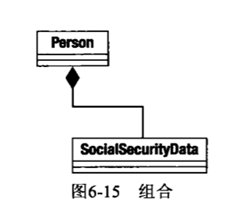 Person
SocialSecurityData
图6-15 组合